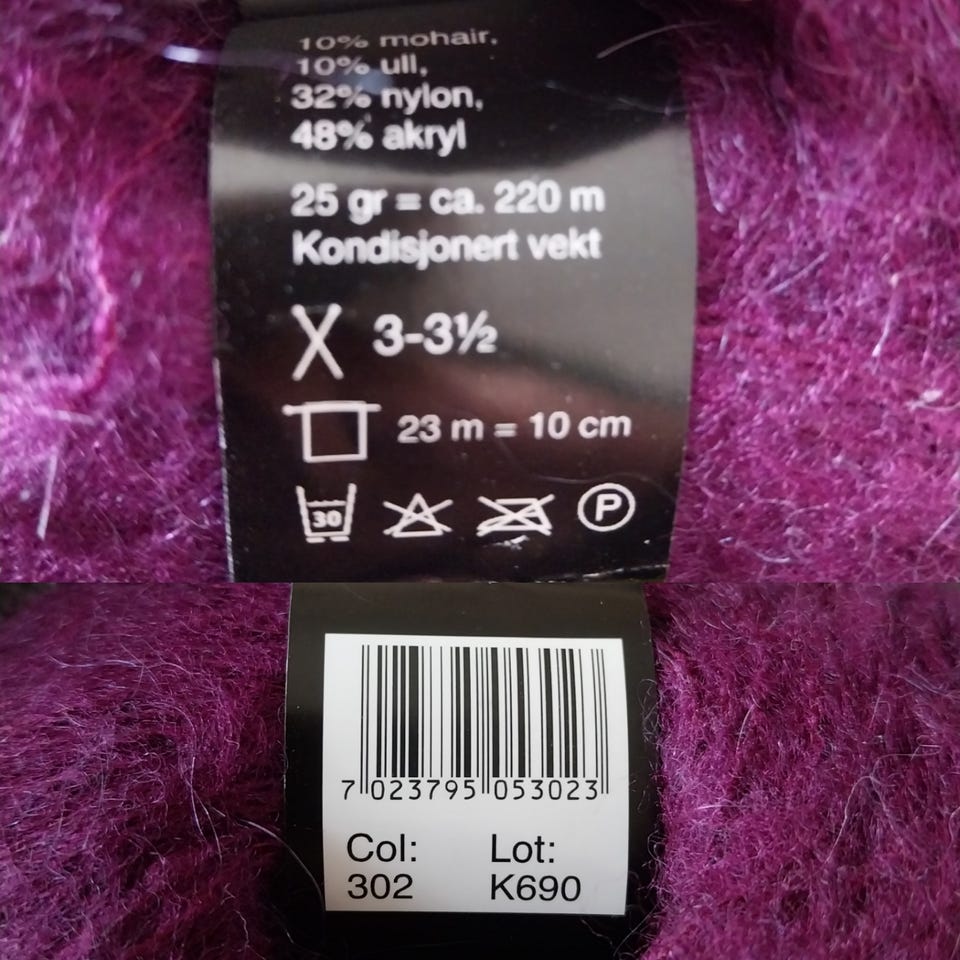 10% mohair,
10% ull,
32% nylon,
48% akryl
25 gr = ca. 220 m
Kondisjonert vekt
3-3½
23 m = 10 cm
30
P
7 023795 053023
Col: Lot:
302 K690